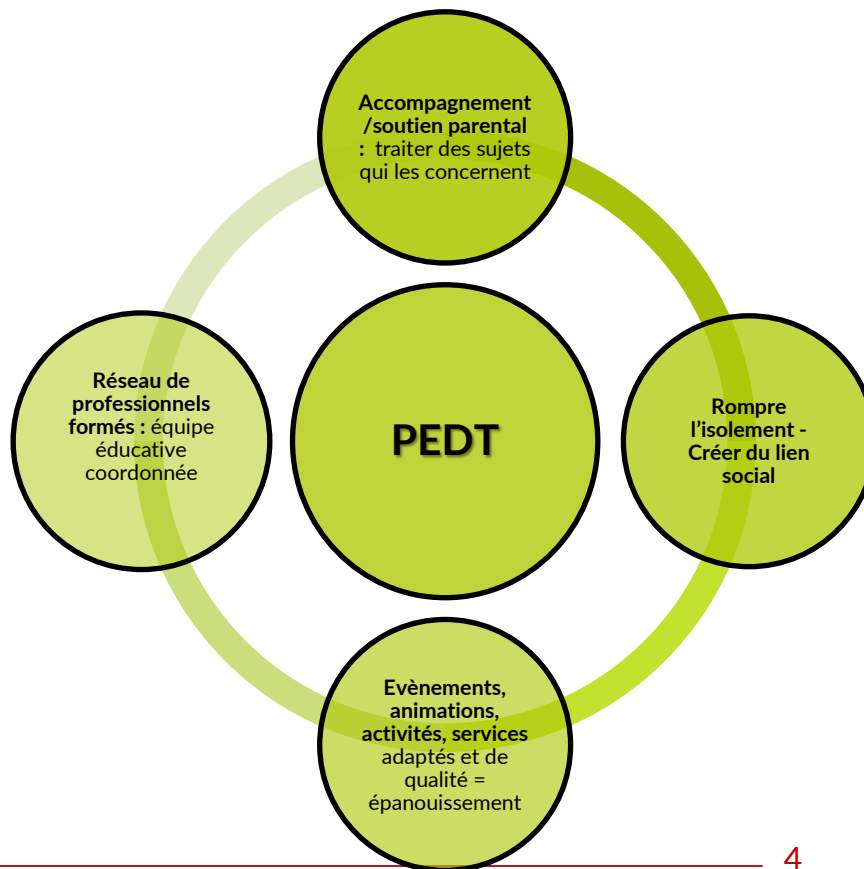 Accompagnement
/soutien parental
: traiter des sujets
qui les concernent
Réseau de
professionnels
formés : équipe
éducative
coordonnée
PEDT
Rompre
l’isolement -
Créer du lien
social
Evènements,
animations,
activités, services
adaptés et de
qualité =
épanouissement
4